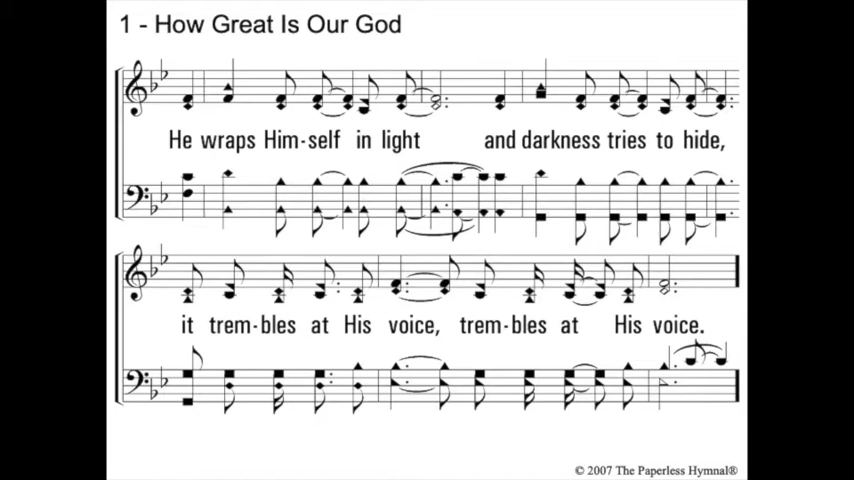 1 - How Great Is Our God
He wraps Him-self in light and darkness tries to hide,
it trem-bles at His voice, trem-bles at His voice.
© 2007 The Paperless Hymnal®